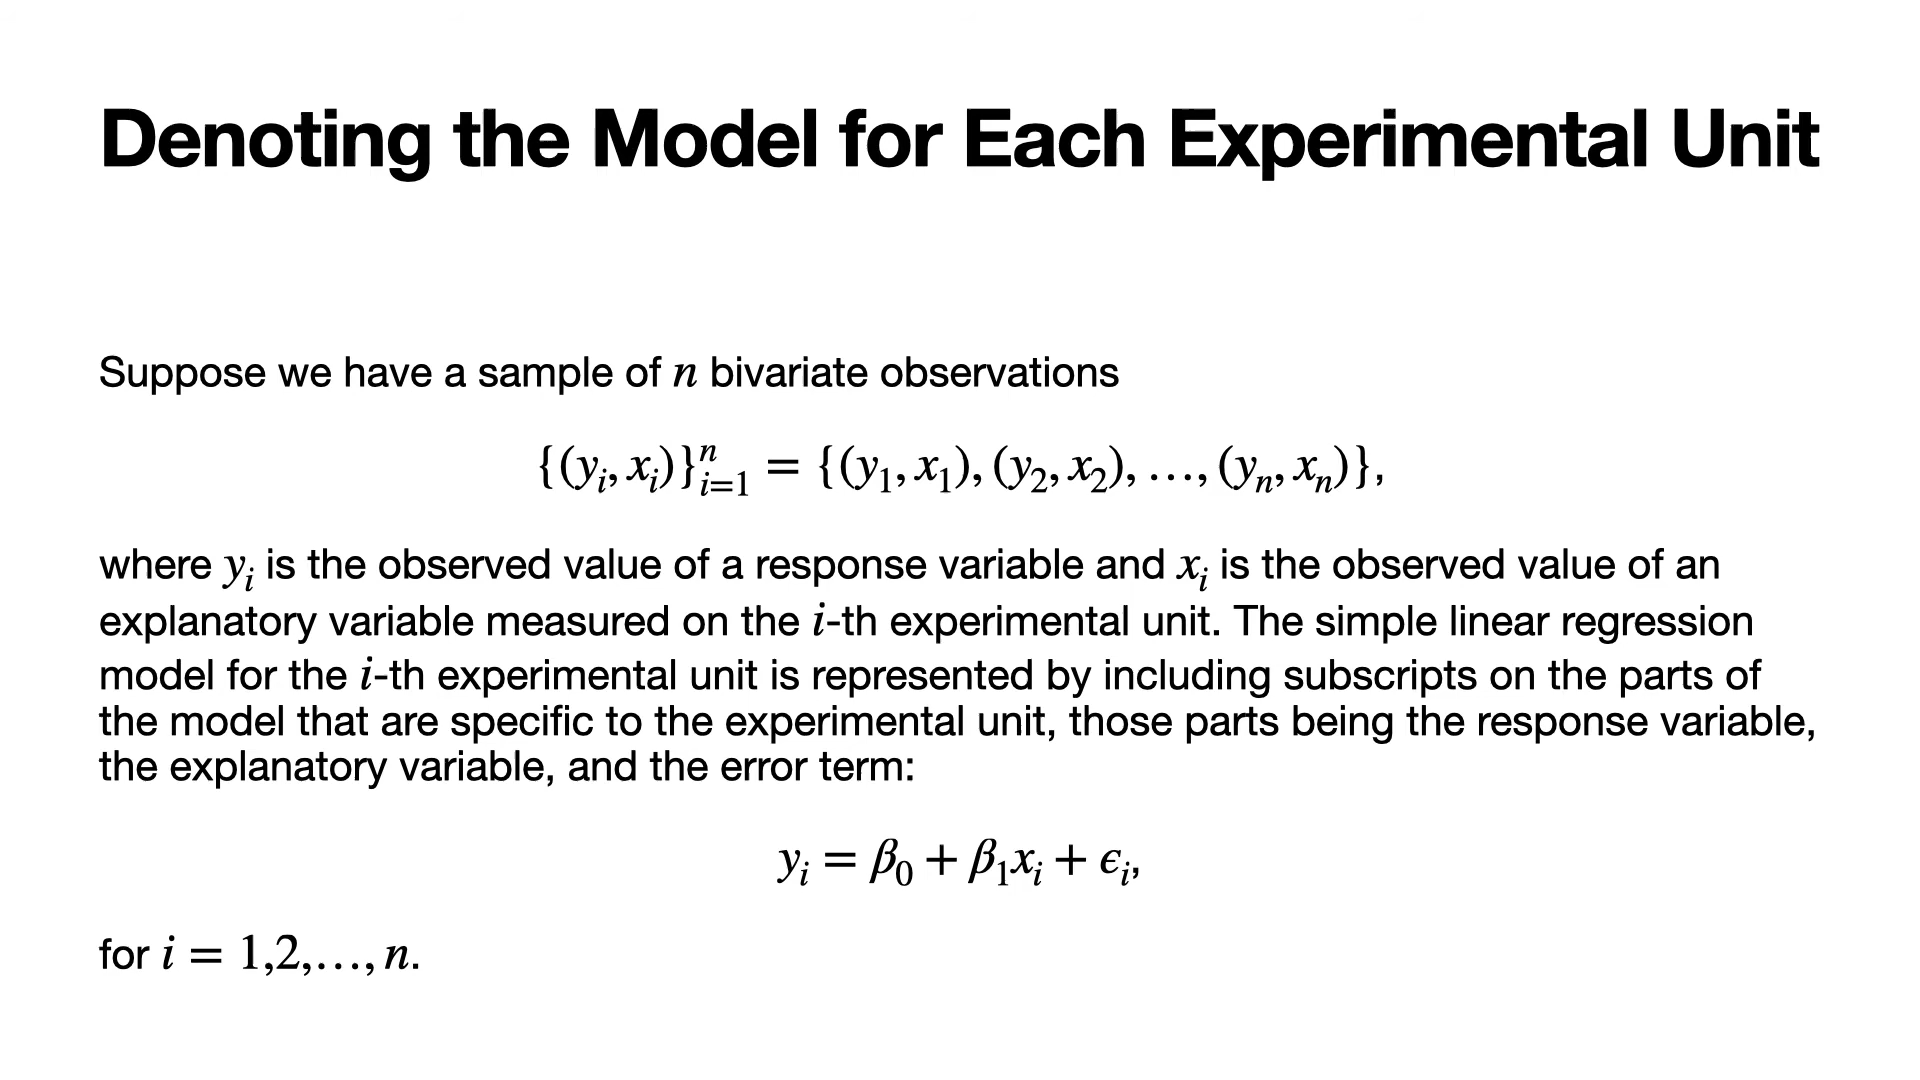 Denoting the Model for Each Experimental Unit
Suppose we have a sample of n bivariate observations
{(yᵢ, xᵢ)}ⁿᵢ₌₁ = {(y₁, x₁), (y₂, x₂), …, (yₙ, xₙ)},
where yᵢ is the observed value of a response variable and xᵢ is the observed value of an
explanatory variable measured on the i-th experimental unit. The simple linear regression
model for the i-th experimental unit is represented by including subscripts on the parts of
the model that are specific to the experimental unit, those parts being the response variable,
the explanatory variable, and the error term:
yᵢ = β₀ + β₁xᵢ + ϵᵢ,
for i = 1,2,…, n.